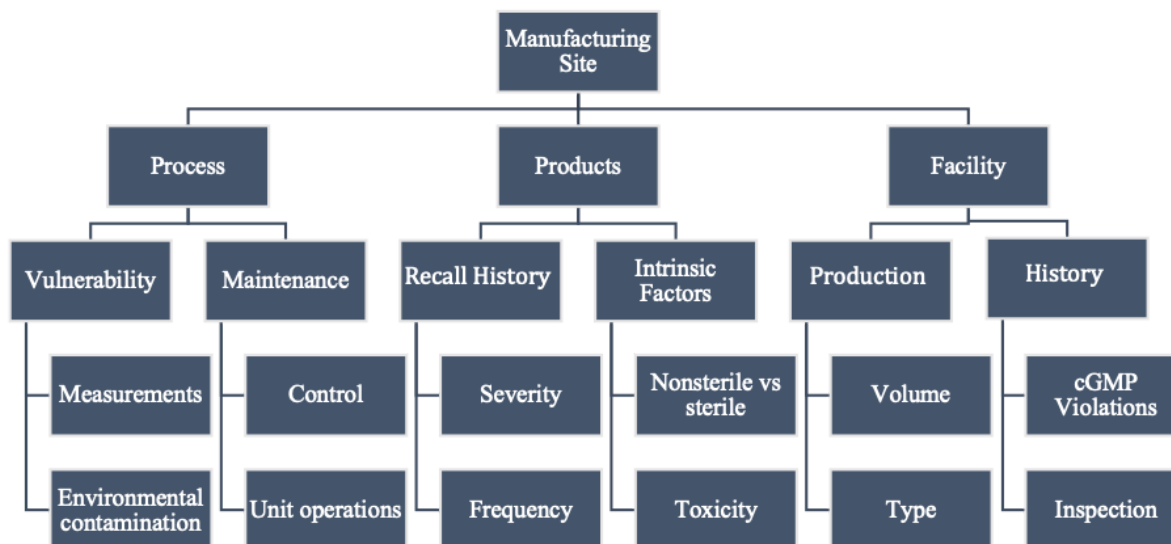 Manufacturing
Site
Process
Products
Facility
Vulnerability
Maintenance
Recall History
Intrinsic
Factors
Production
History
Measurements
Control
Severity
Nonsterile vs
sterile
Volume
cGMP
Violations
Environmental
contamination
Unit operations
Frequency
Toxicity
Type
Inspection